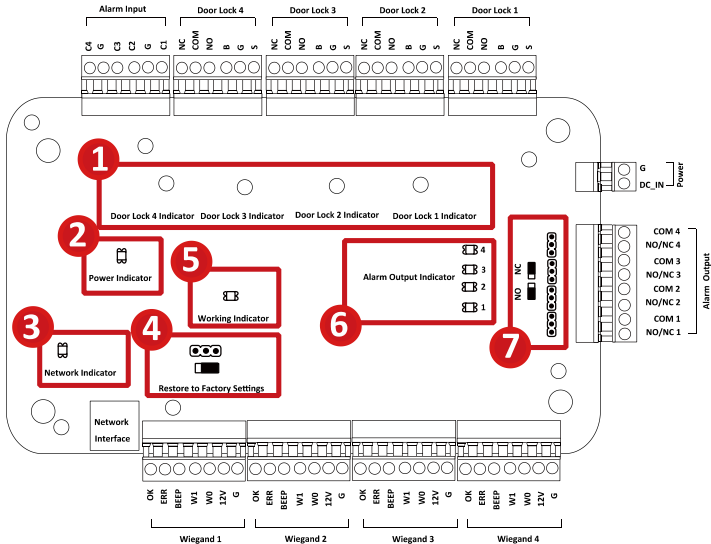 Alarm Input
Door Lock 4
Door Lock 3
Door Lock 2
Door Lock 1
C4 G C3 C2 G C1
NC COM NO B G S
NC COM NO B G S
NC COM NO B G S
NC COM NO B G S
G
DC_IN
Power
1
Door Lock 4 Indicator
Door Lock 3 Indicator
Door Lock 2 Indicator
Door Lock 1 Indicator
2
Power Indicator
5
Working Indicator
Alarm Output Indicator
4
3
2
1
6
NC
NO
7
COM 4
NO/NC 4
COM 3
NO/NC 3
COM 2
NO/NC 2
COM 1
NO/NC 1
Alarm Output
3
Network Indicator
4
Restore to Factory Settings
Network
Interface
OK ERR BEEP W1 W0 12V G
OK ERR BEEP W1 W0 12V G
OK ERR BEEP W1 W0 12V G
OK ERR BEEP W1 W0 12V G
Wiegand 1
Wiegand 2
Wiegand 3
Wiegand 4